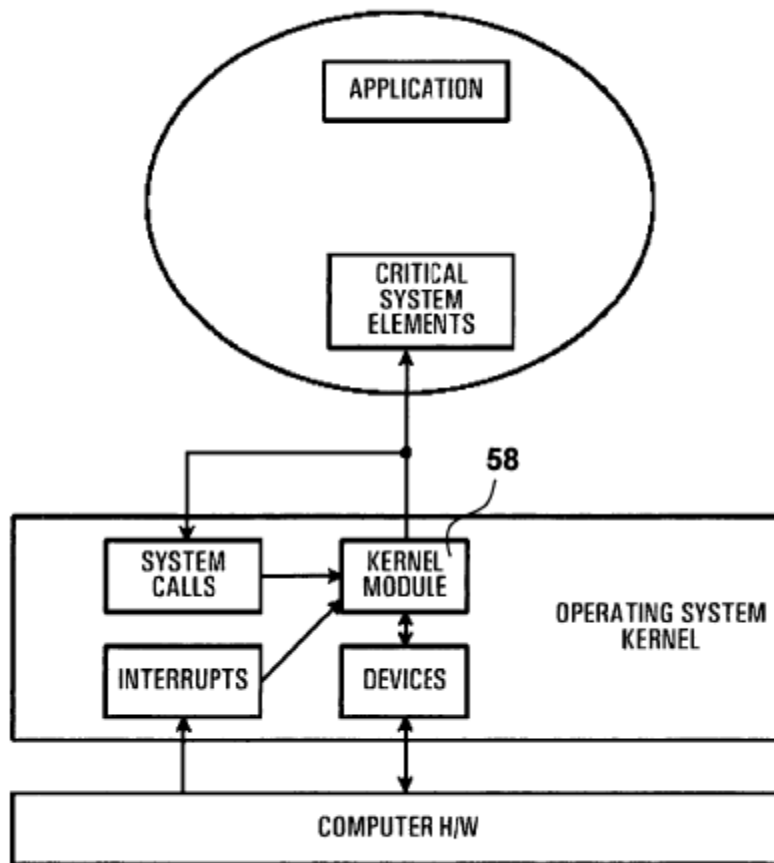 APPLICATION
CRITICAL
SYSTEM
ELEMENTS
58
SYSTEM
CALLS
KERNEL
MODULE
OPERATING SYSTEM
KERNEL
INTERRUPTS
DEVICES
COMPUTER H/W